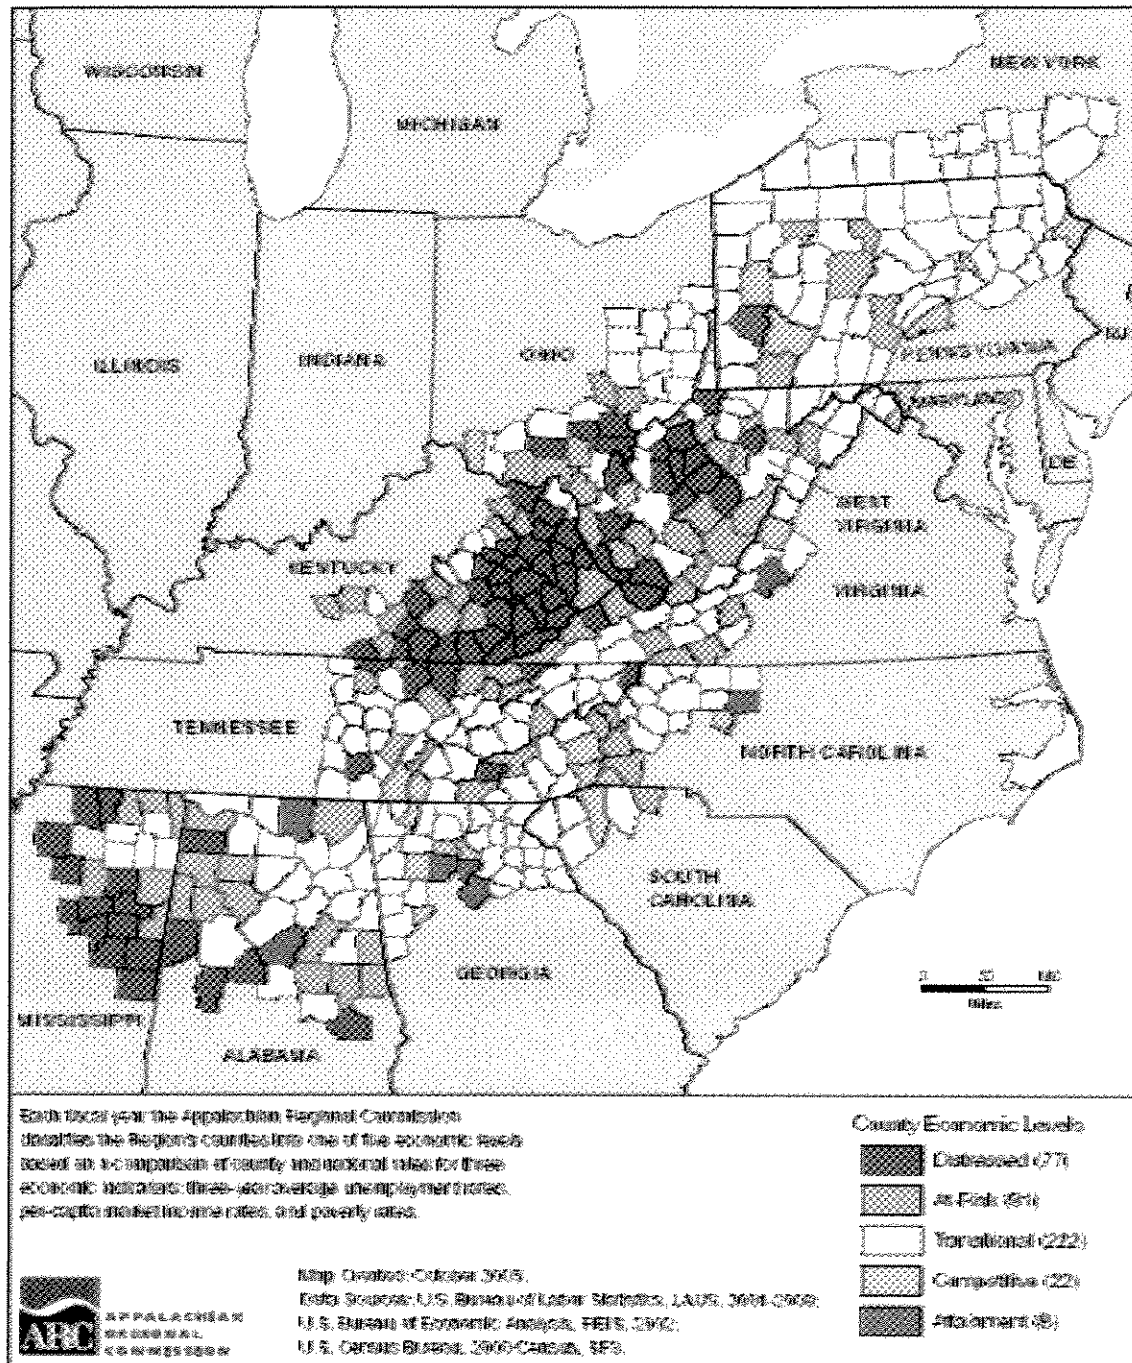 WISCONSIN
NEW YORK
MICHIGAN
ILLINOIS
INDIANA
OHIO
PENNSYLVANIA
MARYLAND
DE
WEST
VIRGINIA
KENTUCKY
VIRGINIA
TENNESSEE
NORTH CAROLINA
SOUTH
CAROLINA
GEORGIA
MISSISSIPPI
ALABAMA
0 50 100
Miles
Each fiscal year the Appalachian Regional Commission
classifies the Region's counties into one of five economic levels
based on a comparison of county and national rates for three
economic indicators: three-year average unemployment rates,
per-capita market income rates, and poverty rates.
County Economic Levels
Distressed (77)
At-Risk
Transitional (222)
Competitive (22)
Attainment
ARC
APPALACHIAN
REGIONAL
COMMISSION
Map Created: October
Data Sources: U.S. Bureau of Labor Statistics, LAUS,
U.S. Bureau of Economic Analysis, REIS,
U.S. Census Bureau, 2000 Census, SF3.